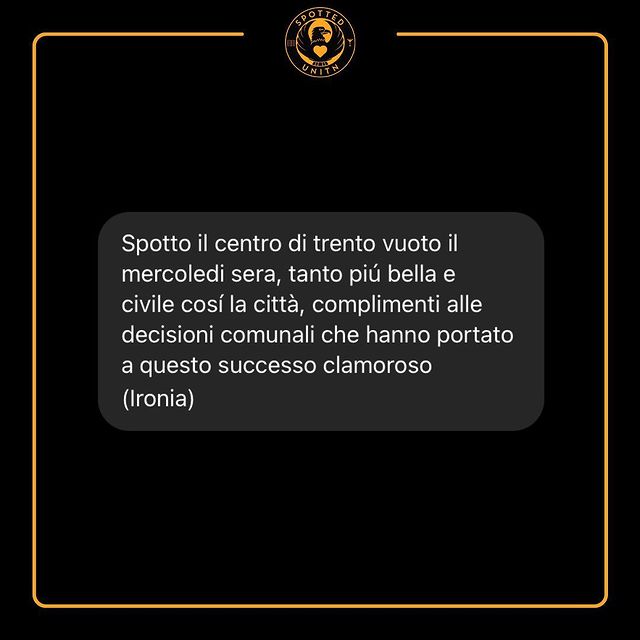 SPOTTED
UNITN
Spotto il centro di trento vuoto il
mercoledi sera, tanto piú bella e
civile cosí la città, complimenti alle
decisioni comunali che hanno portato
a questo successo clamoroso
(Ironia)